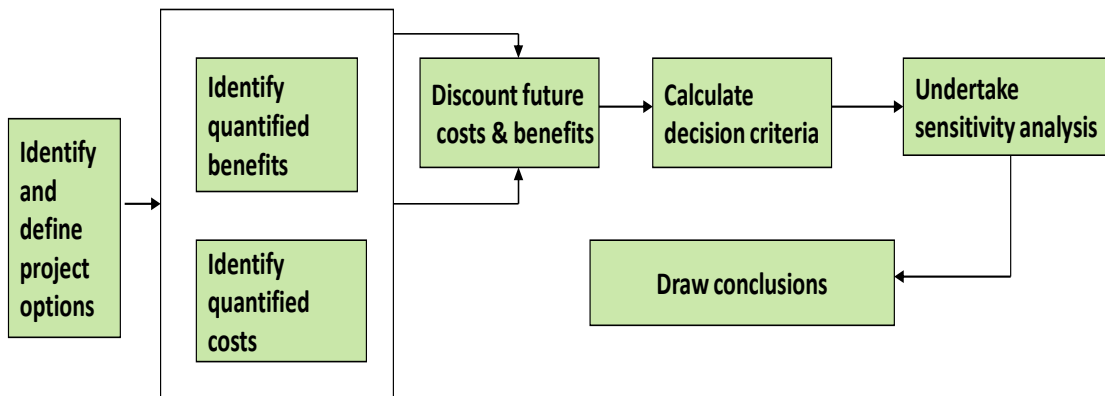 Identify
and
define
project
options
Identify
quantified
benefits
Identify
quantified
costs
Discount future
costs & benefits
Calculate
decision criteria
Undertake
sensitivity analysis
Draw conclusions